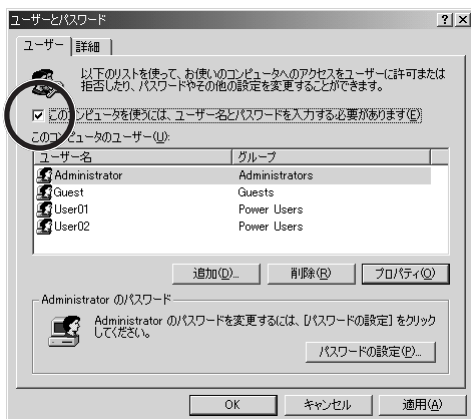 ユーザーとパスワード
ユーザー 詳細
以下のリストを使って、お使いのコンピュータへのアクセスをユーザーに許可または
拒否したり、パスワードやその他の設定を変更することができます。
このコンピュータを使うには、ユーザー名とパスワードを入力する必要があります(E)
このコンピュータのユーザー(U):
ユーザー名 グループ
Administrator Administrators
Guest Guests
User01 Power Users
User02 Power Users
追加(D)... 削除(R) プロパティ(O)
Administrator のパスワード
Administrator のパスワードを変更するには、[パスワードの設定] をクリック
してください。
パスワードの設定(P)...
OK キャンセル 適用(A)